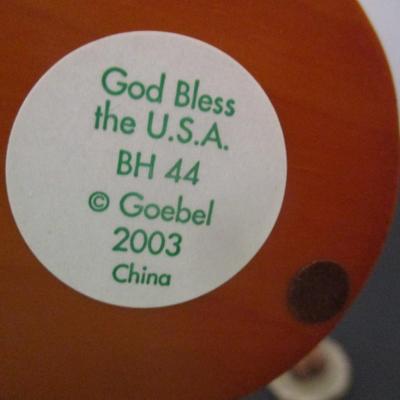 God Bless
the U.S.A.
BH 44
© Goebel
2003
China